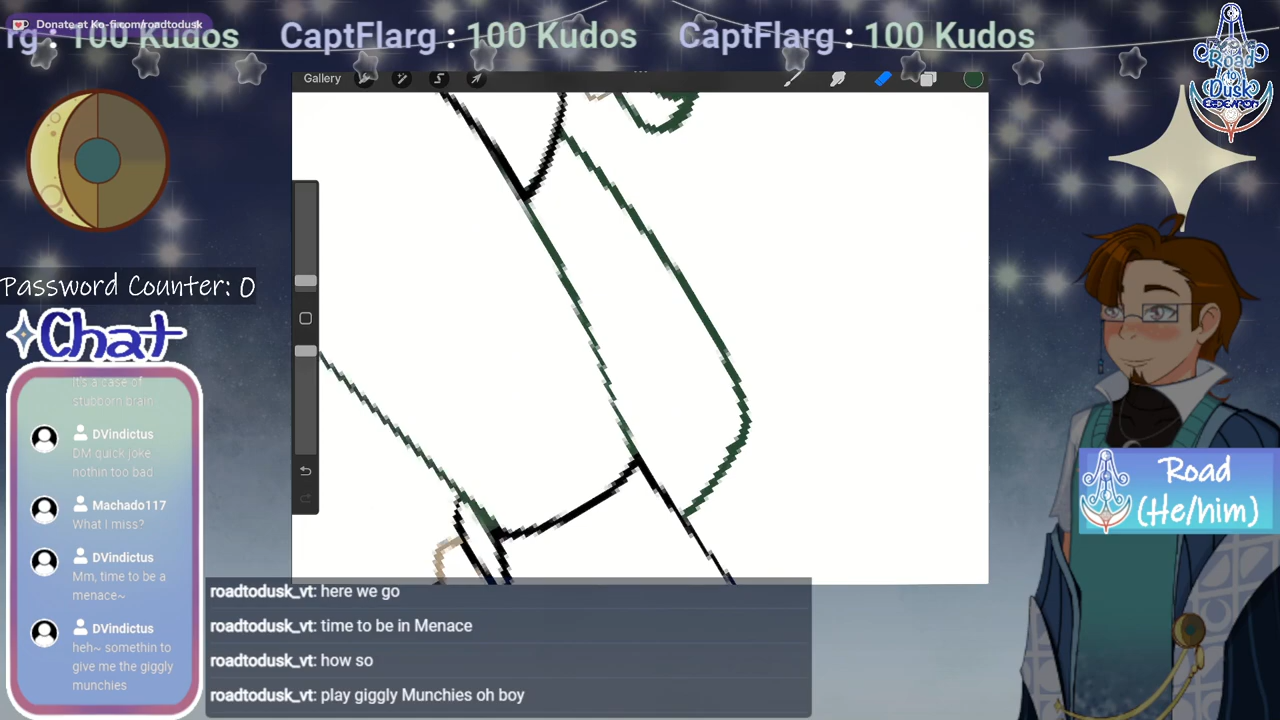 Donate at Ko-fi.com/roadtodusk
rg : 100 Kudos CaptFlarg : 100 Kudos CaptFlarg : 100 Kudos
Road
to
Dusk
Gallery
Password Counter: 0
Chat
It's a case of
stubborn brain
DVindictus
DM quick joke
nothin too bad
Machado117
What I miss?
DVindictus
Mm, time to be a
menace~
DVindictus
heh~ somethin to
give me the giggly
munchies
roadtodusk_vt: here we go
roadtodusk_vt: time to be in Menace
roadtodusk_vt: how so
roadtodusk_vt: play giggly Munchies oh boy
Road
(He/him)